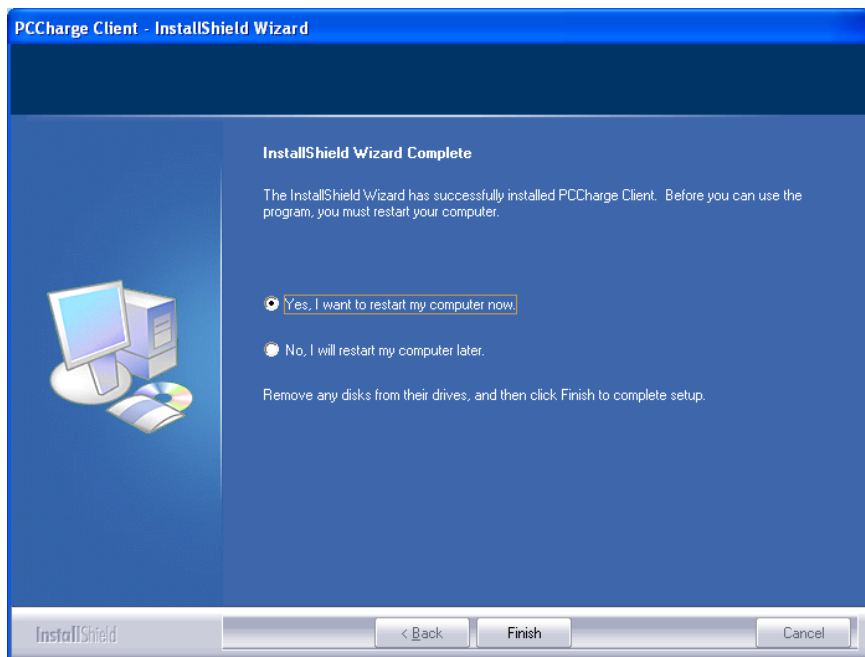 PCCharge Client - InstallShield Wizard
InstallShield Wizard Complete
The InstallShield Wizard has successfully installed PCCharge Client.  Before you can use the
program, you must restart your computer.
Yes, I want to restart my computer now.
No, I will restart my computer later.
Remove any disks from their drives, and then click Finish to complete setup.
InstallShield
< Back
Finish
Cancel